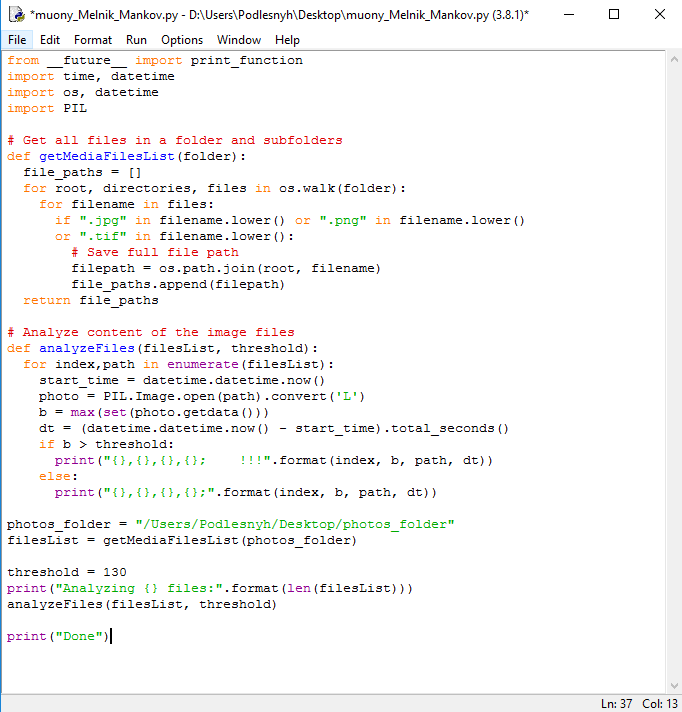 *muony_Melnik_Mankov.py - D:\Users\Podlesnyh\Desktop\muony_Melnik_Mankov.py (3.8.1)*
File Edit Format Run Options Window Help
from __future__ import print_function
import time, datetime
import os, datetime
import PIL

# Get all files in a folder and subfolders
def getMediaFilesList(folder):
  file_paths = []
  for root, directories, files in os.walk(folder):
    for filename in files:
      if ".jpg" in filename.lower() or ".png" in filename.lower()
      or ".tif" in filename.lower():
        # Save full file path
        filepath = os.path.join(root, filename)
        file_paths.append(filepath)
  return file_paths

# Analyze content of the image files
def analyzeFiles(filesList, threshold):
  for index,path in enumerate(filesList):
    start_time = datetime.datetime.now()
    photo = PIL.Image.open(path).convert('L')
    b = max(set(photo.getdata()))
    dt = (datetime.datetime.now() - start_time).total_seconds()
    if b > threshold:
      print("{},{},{},{};    !!!".format(index, b, path, dt))
    else:
      print("{},{},{},{};".format(index, b, path, dt))

photos_folder = "/Users/Podlesnyh/Desktop/photos_folder"
filesList = getMediaFilesList(photos_folder)

threshold = 130
print("Analyzing {} files:".format(len(filesList)))
analyzeFiles(filesList, threshold)

print("Done")
Ln: 37 Col: 13